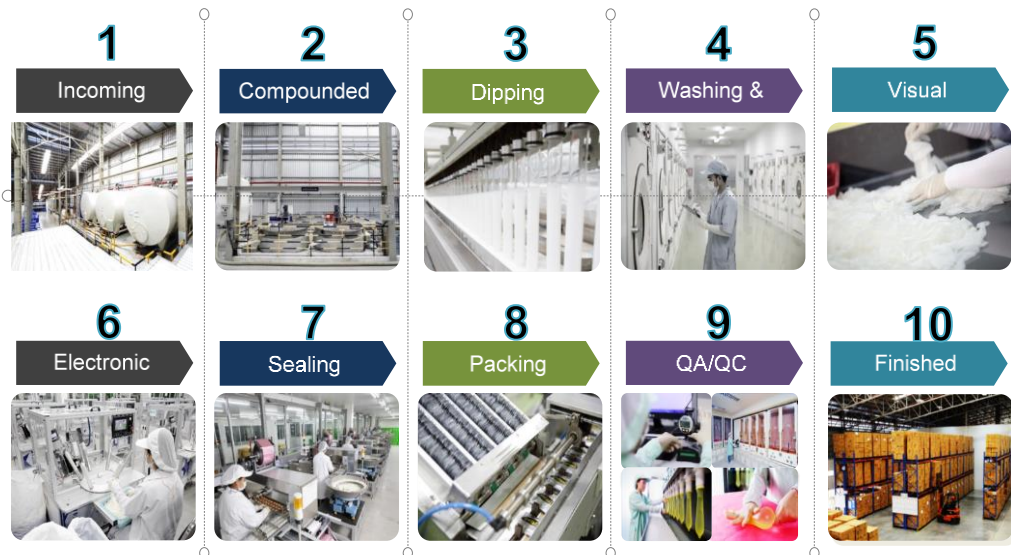 1
2
3
4
5
Incoming
Compounded
Dipping
Washing &
Visual
6
7
8
9
10
Electronic
Sealing
Packing
QA/QC
Finished